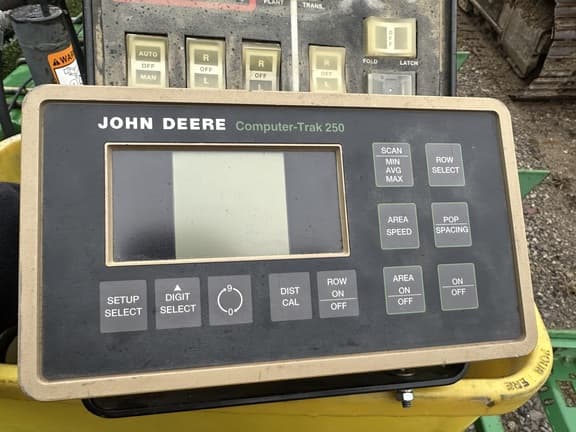 PLANT TRANS.
AUTO
OFF
MAN
R
OFF
L
R
OFF
L
R
OFF
L
FOLD LATCH
JOHN DEERE Computer-Trak 250
SCAN
MIN
AVG
MAX
ROW
SELECT
AREA
SPEED
POP
SPACING
SETUP
SELECT
DIGIT
SELECT
9
0
DIST
CAL
ROW
ON
OFF
AREA
ON
OFF
ON
OFF
YOUR
ERE